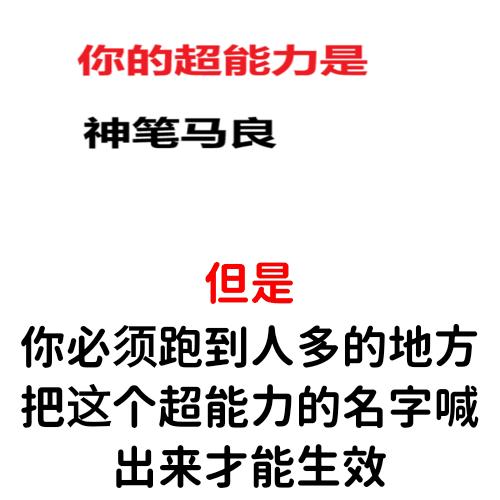 你的超能力是
神笔马良
但是
你必须跑到人多的地方
把这个超能力的名字喊
出来才能生效